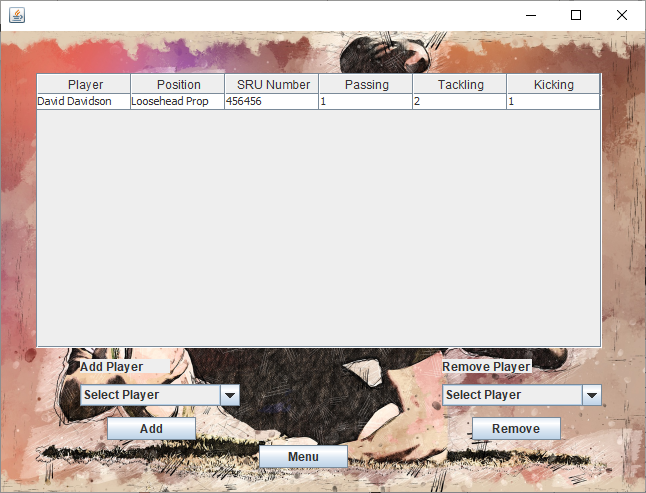 Player Position SRU Number Passing Tackling Kicking
David Davidson Loosehead Prop 456456 1 2 1
Add Player Remove Player
Select Player Select Player
Add Remove
Menu